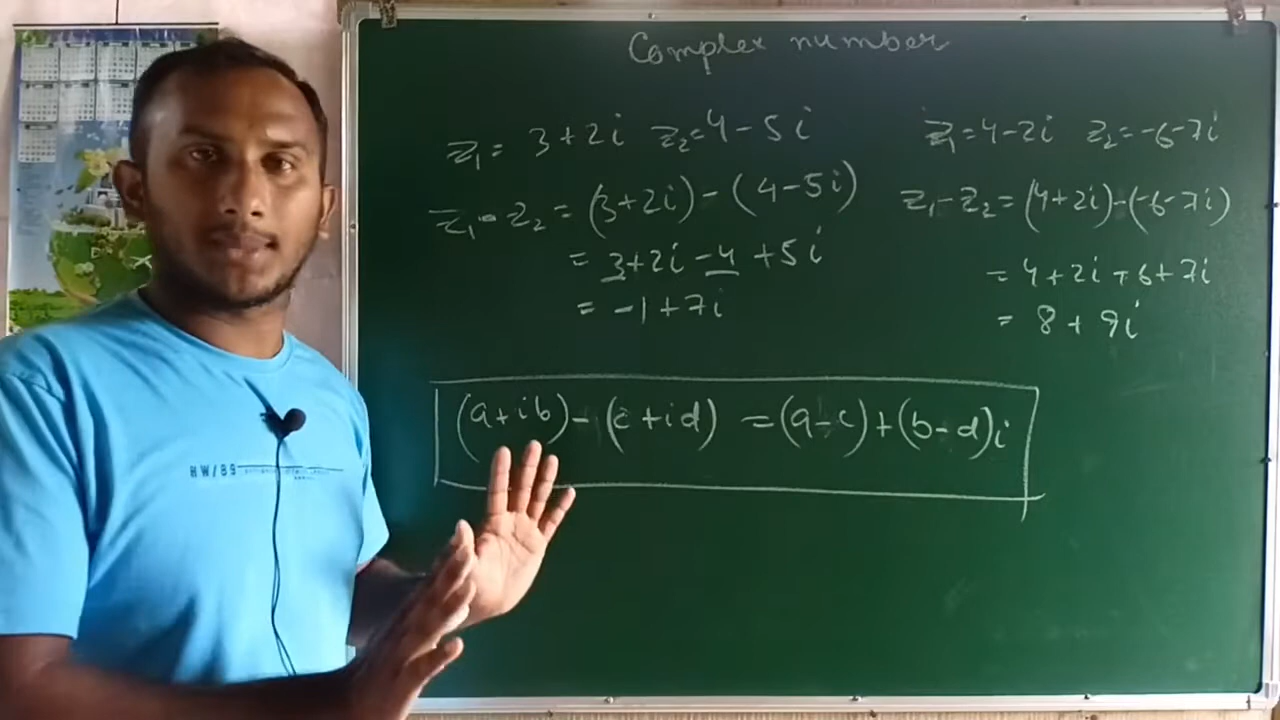 Complex number
z₁ = 3+2i z₂=4-5i
z₁-z₂ = (3+2i)-(4-5i)
= 3+2i-4+5i
= -1+7i
z₁=4-2i z₂=-6-7i
z₁-z₂=(4+2i)-(-6-7i)
=4+2i+6+7i
= 8+9i
(a+ib)-(c+id) =(a-c)+(b-d)i
HW/89